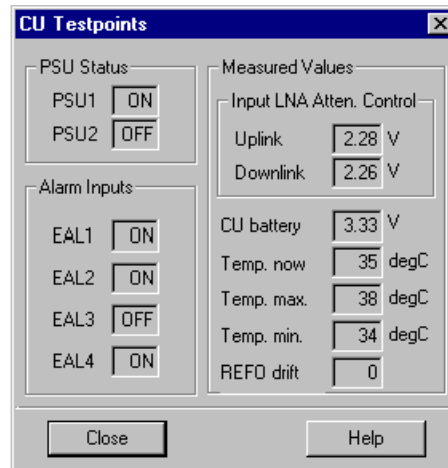 CU Testpoints
PSU Status
PSU1 ON
PSU2 OFF
Alarm Inputs
EAL1 ON
EAL2 ON
EAL3 OFF
EAL4 ON
Measured Values
Input LNA Atten. Control
Uplink 2.28 V
Downlink 2.26 V
CU battery 3.33 V
Temp. now 35 degC
Temp. max. 38 degC
Temp. min. 34 degC
REFO drift 0
Close Help